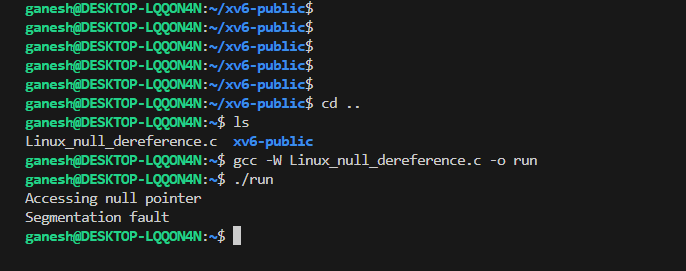 ganesh@DESKTOP-LQQON4N:~/xv6-public$
ganesh@DESKTOP-LQQON4N:~/xv6-public$
ganesh@DESKTOP-LQQON4N:~/xv6-public$
ganesh@DESKTOP-LQQON4N:~/xv6-public$
ganesh@DESKTOP-LQQON4N:~/xv6-public$
ganesh@DESKTOP-LQQON4N:~/xv6-public$ cd ..
ganesh@DESKTOP-LQQON4N:~$ ls
Linux_null_dereference.c  xv6-public
ganesh@DESKTOP-LQQON4N:~$ gcc -W Linux_null_dereference.c -o run
ganesh@DESKTOP-LQQON4N:~$ ./run
Accessing null pointer
Segmentation fault
ganesh@DESKTOP-LQQON4N:~$